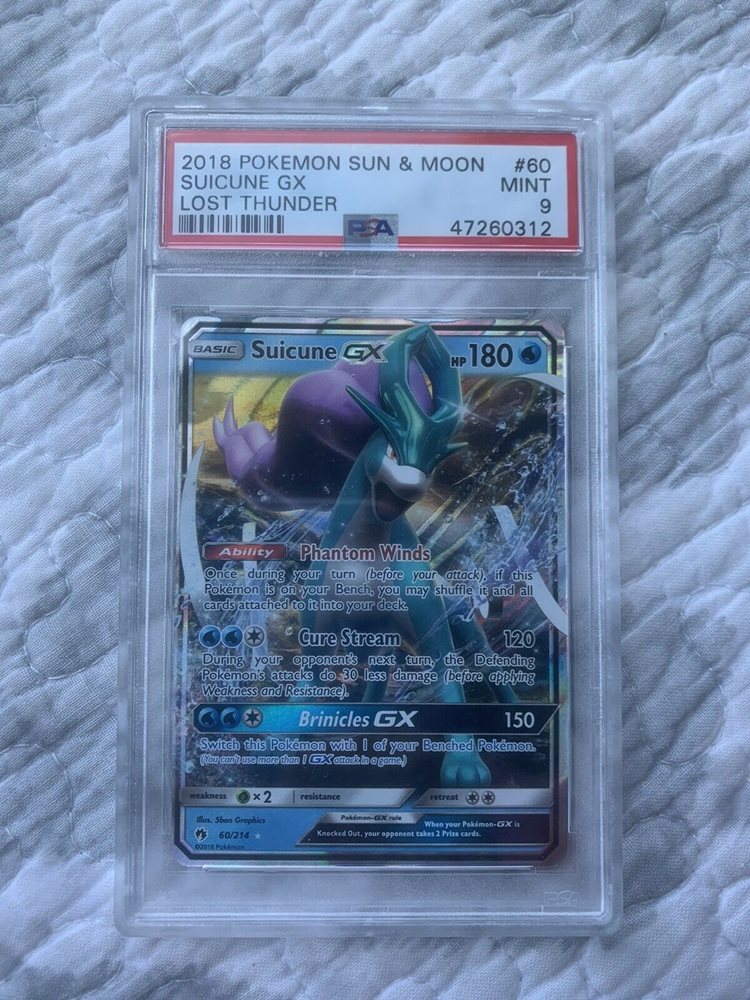 2018 POKEMON SUN & MOON #60
SUICUNE GX MINT
LOST THUNDER 9
PSA 47260312
BASIC Suicune GX HP 180
Ability Phantom Winds
Once during your turn (before your attack), if this
Pokémon is on your Bench, you may shuffle it and all
cards attached to it into your deck.
Cure Stream 120
During your opponent's next turn, the Defending
Pokémon's attacks do 30 less damage (before applying
Weakness and Resistance).
Brinicles GX 150
Switch this Pokémon with 1 of your Benched Pokémon.
(You can't use more than 1 GX attack in a game.)
weakness ×2 resistance retreat
Illus. 5ban Graphics Pokémon-GX rule When your Pokémon-GX is
60/214 Knocked Out, your opponent takes 2 Prize cards.
©2018 Pokémon
PSA